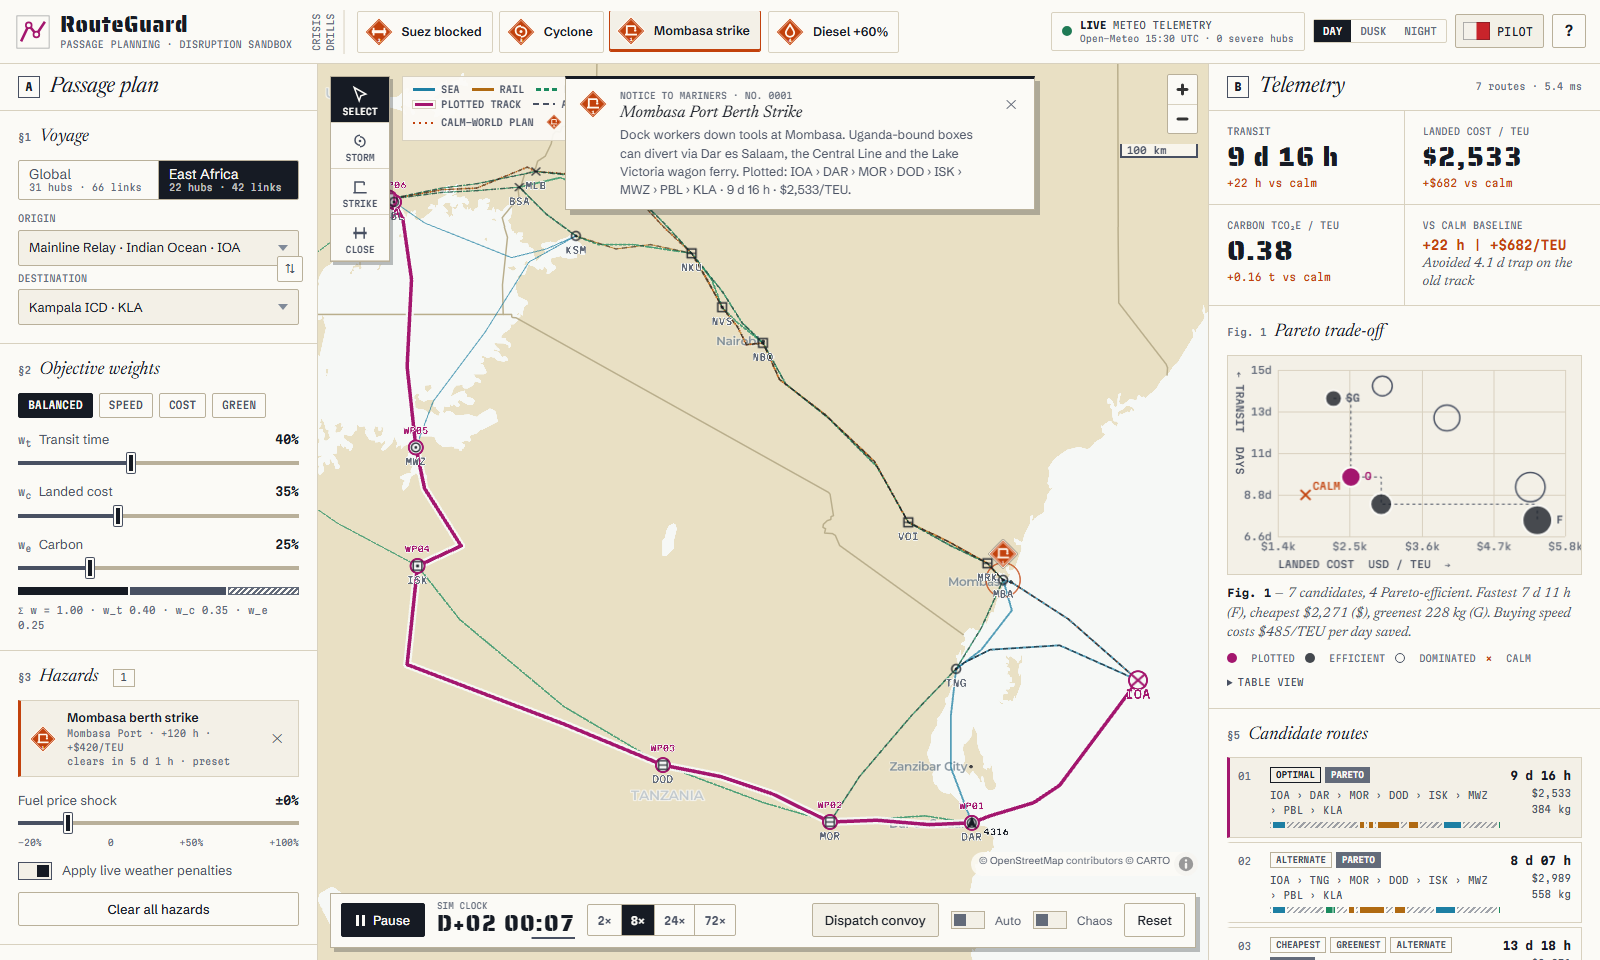 RouteGuard
PASSAGE PLANNING · DISRUPTION SANDBOX
CRISIS
DRILLS
Suez blocked
Cyclone
Mombasa strike
Diesel +60%
LIVE METEO TELEMETRY
Open-Meteo 15:30 UTC · 0 severe hubs
DAY DUSK NIGHT
PILOT
?
A Passage plan
§1 Voyage
Global
31 hubs · 66 links
East Africa
22 hubs · 42 links
ORIGIN
Mainline Relay · Indian Ocean · IOA
DESTINATION
Kampala ICD · KLA
§2 Objective weights
BALANCED SPEED COST GREEN
wt Transit time 40%
wc Landed cost 35%
we Carbon 25%
Σ w = 1.00 · w_t 0.40 · w_c 0.35 · w_e
0.25
§3 Hazards 1
Mombasa berth strike
Mombasa Port · +120 h ·
+$420/TEU
clears in 5 d 1 h · preset
Fuel price shock ±0%
−20% 0 +50% +100%
Apply live weather penalties
Clear all hazards
SELECT
STORM
STRIKE
CLOSE
SEA RAIL
PLOTTED TRACK
CALM-WORLD PLAN
NOTICE TO MARINERS · NO. 0001
Mombasa Port Berth Strike
Dock workers down tools at Mombasa. Uganda-bound boxes
can divert via Dar es Salaam, the Central Line and the Lake
Victoria wagon ferry. Plotted: IOA › DAR › MOR › DOD › ISK ›
MWZ › PBL › KLA · 9 d 16 h · $2,533/TEU.
+
−
100 km
MLB
BSA
KSM
NKU
NVS
Nairobi
NBO
WP05
MWZ
VOI
WP04
ISK
MRK
MBA
TNG
IOA
WP03
DOD
TANZANIA
Zanzibar City
WP02
MOR
WP01
DAR
4316
© OpenStreetMap contributors © CARTO
Pause
SIM CLOCK
D+02 00:07
2× 8× 24× 72×
Dispatch convoy
Auto
Chaos
Reset
B Telemetry
7 routes · 5.4 ms
TRANSIT
9 d 16 h
+22 h vs calm
LANDED COST / TEU
$2,533
+$682 vs calm
CARBON TCO₂E / TEU
0.38
+0.16 t vs calm
VS CALM BASELINE
+22 h | +$682/TEU
Avoided 4.1 d trap on the
old track
Fig. 1 Pareto trade-off
↑ TRANSIT DAYS
15d
13d
11d
8.8d
6.6d
$G
O
CALM
F
$1.4k $2.5k $3.6k $4.7k $5.8k
LANDED COST USD / TEU →
Fig. 1 – 7 candidates, 4 Pareto-efficient. Fastest 7 d 11 h
(F), cheapest $2,271 ($), greenest 228 kg (G). Buying speed
costs $485/TEU per day saved.
PLOTTED EFFICIENT DOMINATED × CALM
▸ TABLE VIEW
§5 Candidate routes
01 OPTIMAL PARETO 9 d 16 h
IOA › DAR › MOR › DOD › ISK › MWZ $2,533
› PBL › KLA 384 kg
02 ALTERNATE PARETO 8 d 07 h
IOA › TNG › MOR › DOD › ISK › MWZ $2,989
› PBL › KLA 558 kg
03 CHEAPEST GREENEST ALTERNATE 13 d 18 h